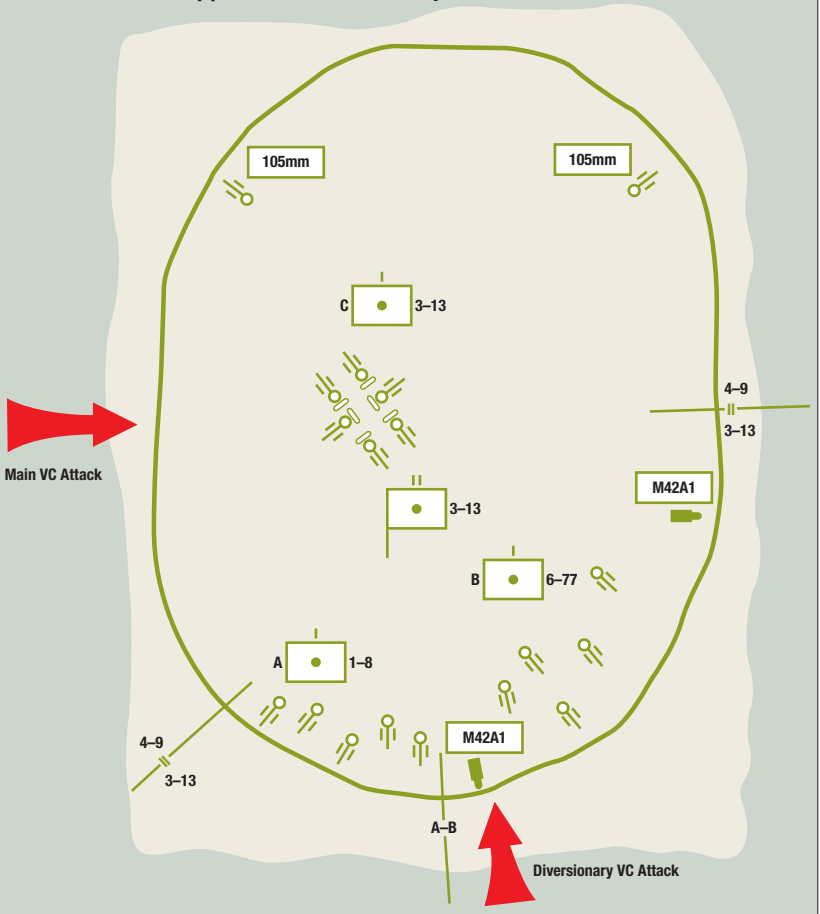 105mm
105mm
C
3–13
4–9
3–13
Main VC Attack
M42A1
3–13
B
6–77
A
1–8
M42A1
4–9
3–13
A–B
Diversionary VC Attack